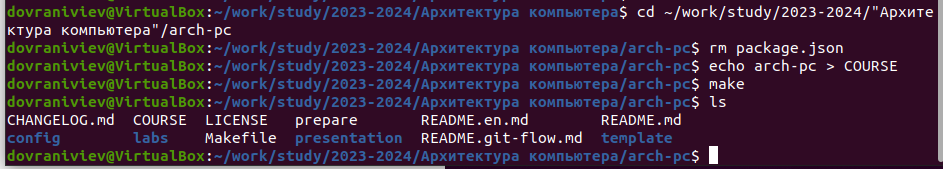 dovraniviev@VirtualBox:~/work/study/2023-2024/Архитектура компьютера$ cd ~/work/study/2023-2024/"Архите
ктура компьютера"/arch-pc
dovraniviev@VirtualBox:~/work/study/2023-2024/Архитектура компьютера/arch-pc$ rm package.json
dovraniviev@VirtualBox:~/work/study/2023-2024/Архитектура компьютера/arch-pc$ echo arch-pc > COURSE
dovraniviev@VirtualBox:~/work/study/2023-2024/Архитектура компьютера/arch-pc$ make
dovraniviev@VirtualBox:~/work/study/2023-2024/Архитектура компьютера/arch-pc$ ls
CHANGELOG.md  COURSE  LICENSE   prepare       README.en.md        README.md
config        labs    Makefile  presentation  README.git-flow.md  template
dovraniviev@VirtualBox:~/work/study/2023-2024/Архитектура компьютера/arch-pc$